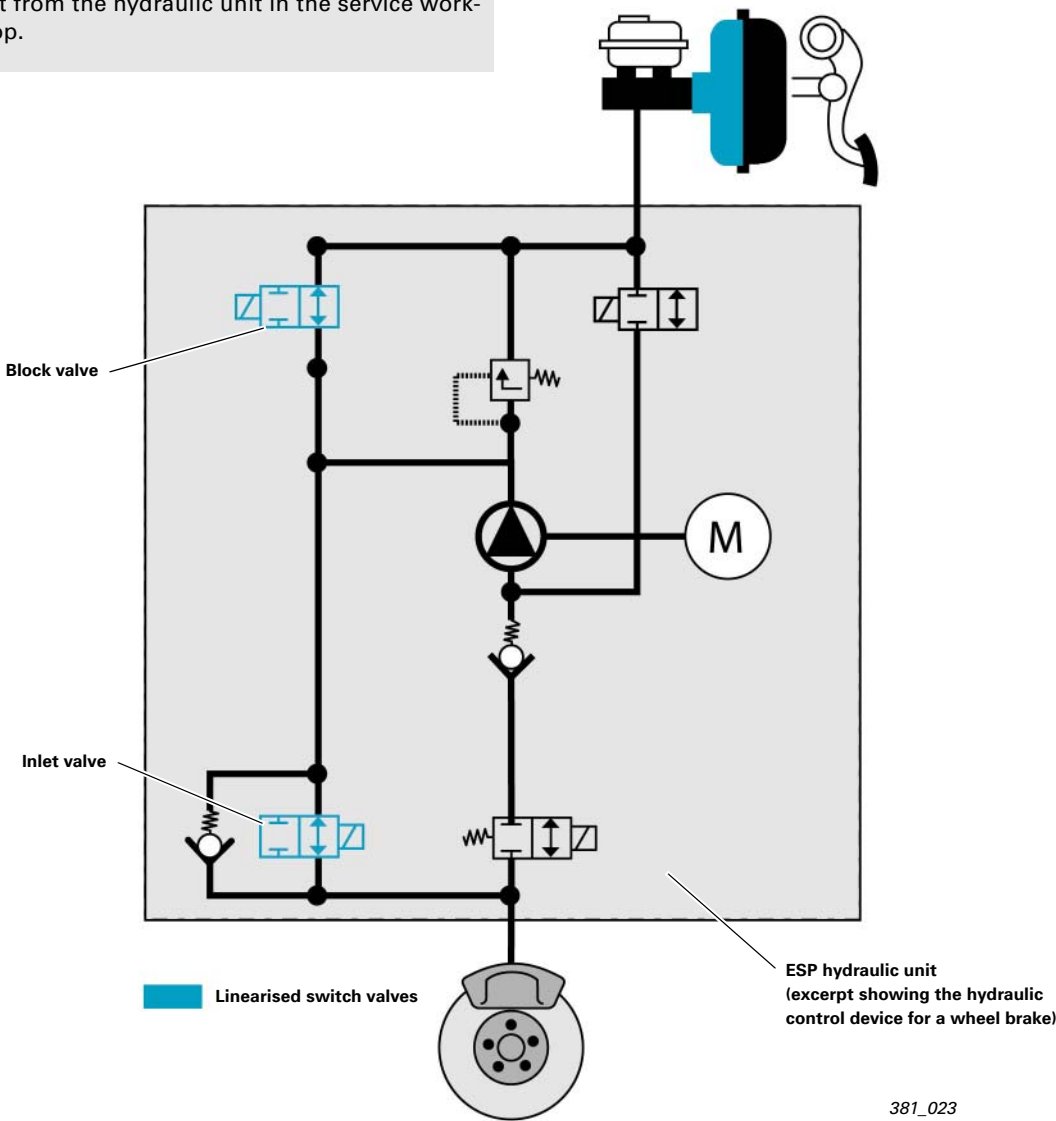 t from the hydraulic unit in the service work-
op.
Block valve
M
Inlet valve
ESP hydraulic unit
(excerpt showing the hydraulic
control device for a wheel brake)
Linearised switch valves
381_023